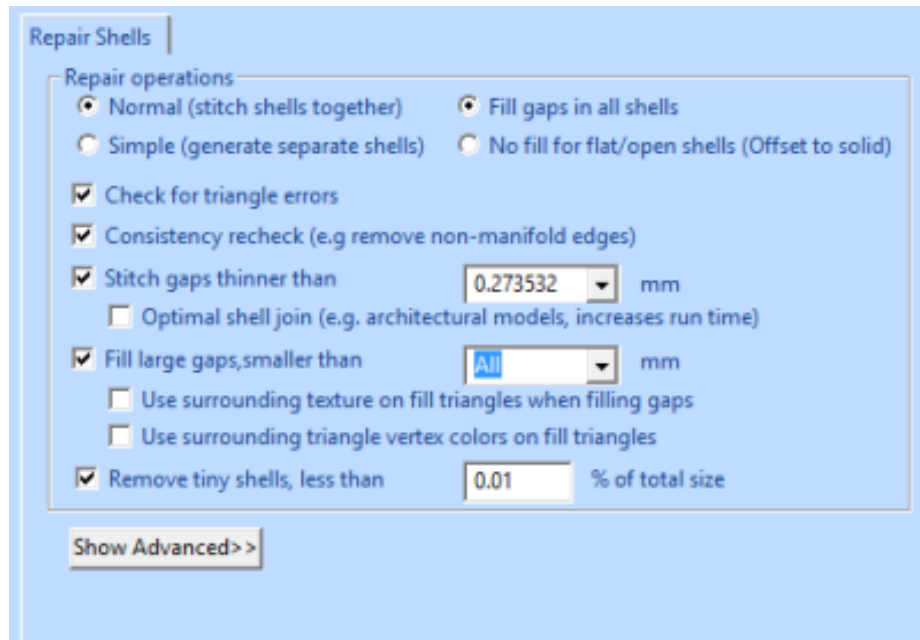 Repair Shells
Repair operations
Normal (stitch shells together) Fill gaps in all shells
Simple (generate separate shells) No fill for flat/open shells (Offset to solid)
Check for triangle errors
Consistency recheck (e.g remove non-manifold edges)
Stitch gaps thinner than 0.273532 mm
Optimal shell join (e.g. architectural models, increases run time)
Fill large gaps,smaller than All mm
Use surrounding texture on fill triangles when filling gaps
Use surrounding triangle vertex colors on fill triangles
Remove tiny shells, less than 0.01 % of total size
Show Advanced>>